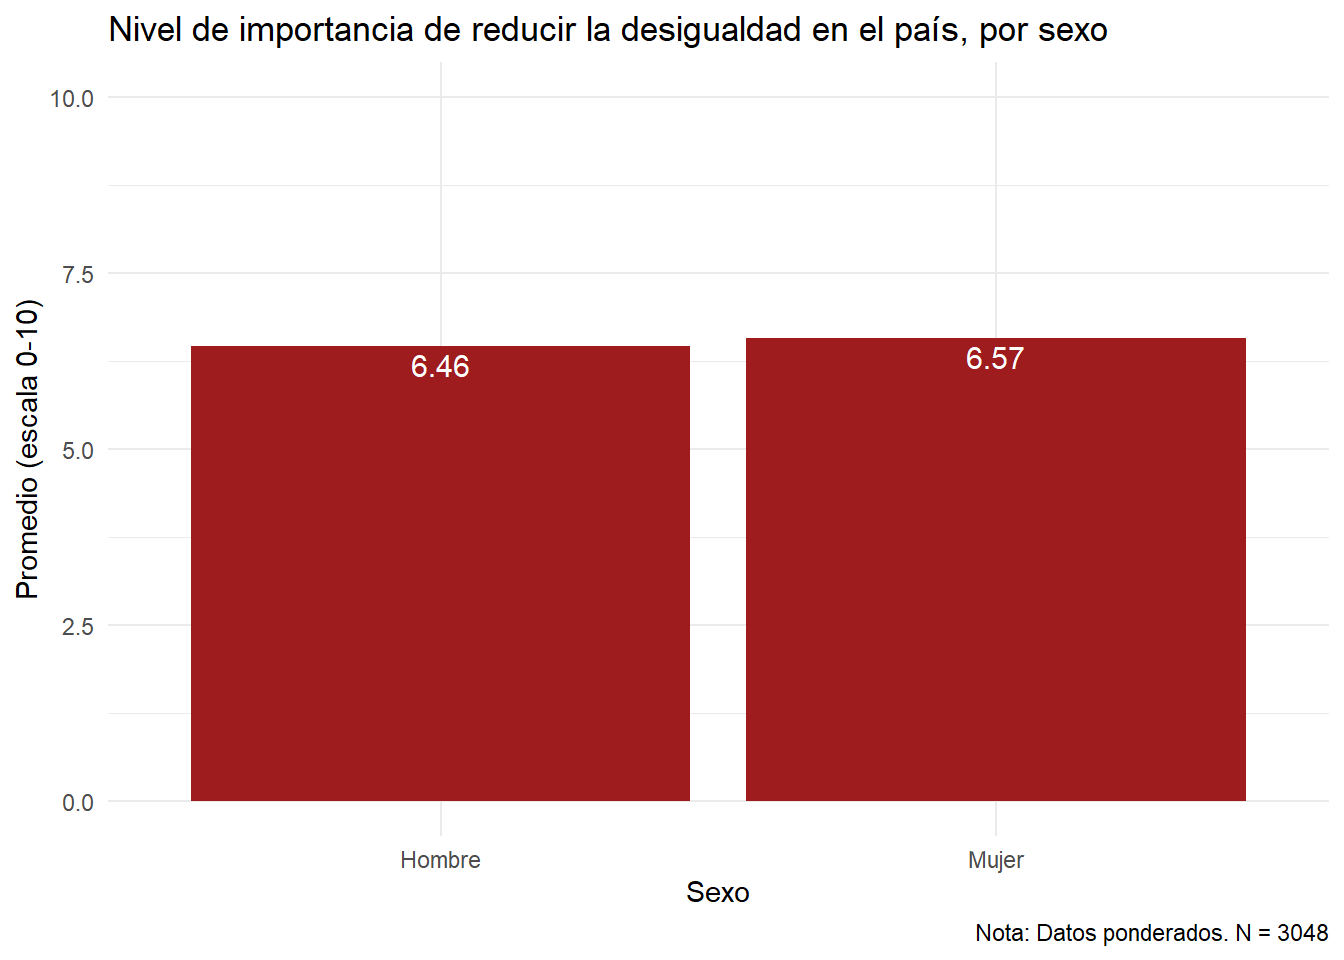 Nivel de importancia de reducir la desigualdad en el país, por sexo
Promedio (escala 0-10)
10.0
7.5
5.0
2.5
0.0
6.46
6.57
Hombre
Mujer
Sexo
Nota: Datos ponderados. N = 3048